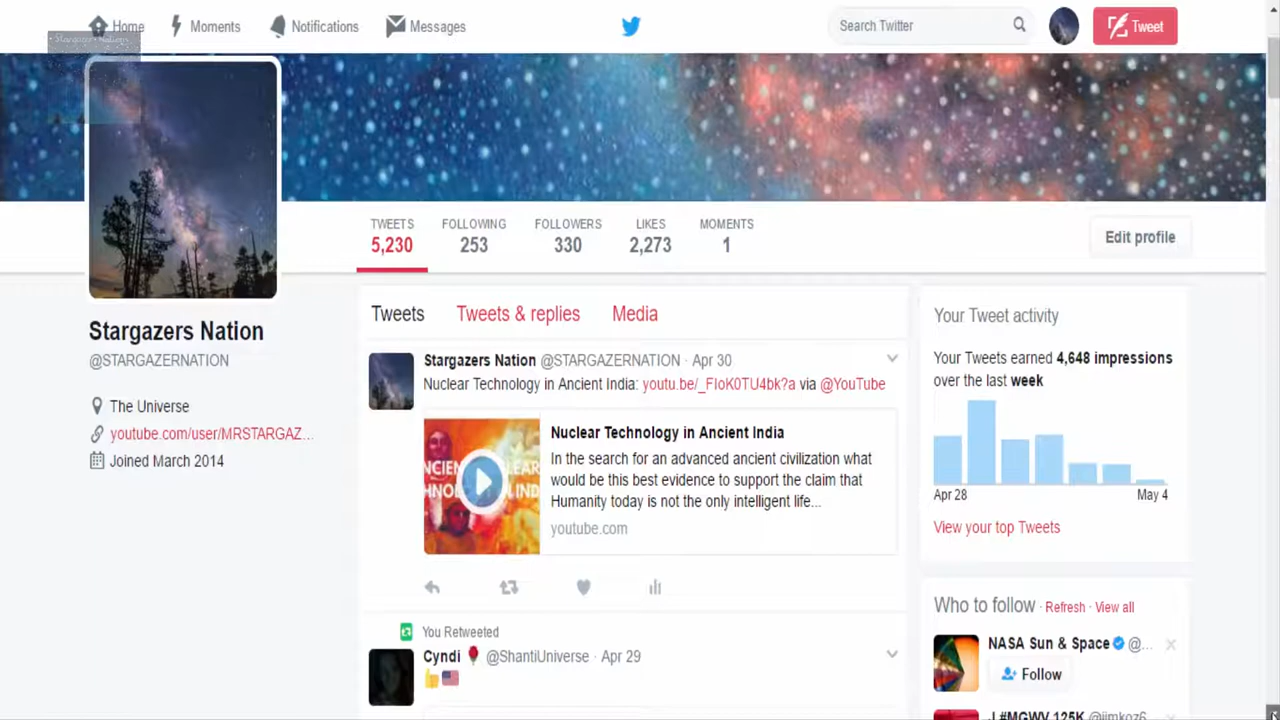 Home Moments Notifications Messages Search Twitter Tweet
TWEETS FOLLOWING FOLLOWERS LIKES MOMENTS
5,230 253 330 2,273 1
Edit profile
Stargazers Nation
@STARGAZERNATION
The Universe
youtube.com/user/MRSTARGAZ...
Joined March 2014
Tweets Tweets & replies Media
Stargazers Nation @STARGAZERNATION · Apr 30
Nuclear Technology in Ancient India: youtu.be/_FIoK0TU4bk?a via @YouTube
Nuclear Technology in Ancient India
In the search for an advanced ancient civilization what
would be this best evidence to support the claim that
Humanity today is not the only intelligent life...
youtube.com
You Retweeted
Cyndi @ShantiUniverse · Apr 29
Your Tweet activity
Your Tweets earned 4,648 impressions
over the last week
Apr 28 May 4
View your top Tweets
Who to follow · Refresh · View all
NASA Sun & Space @...
Follow